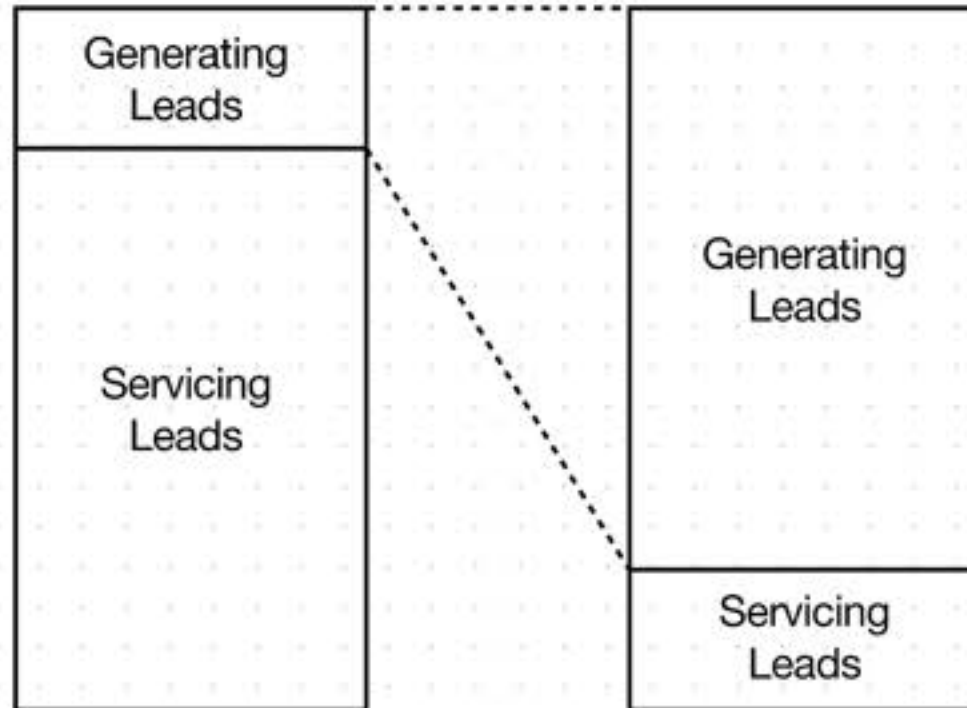 Generating
Leads
Servicing
Leads
Generating
Leads
Servicing
Leads